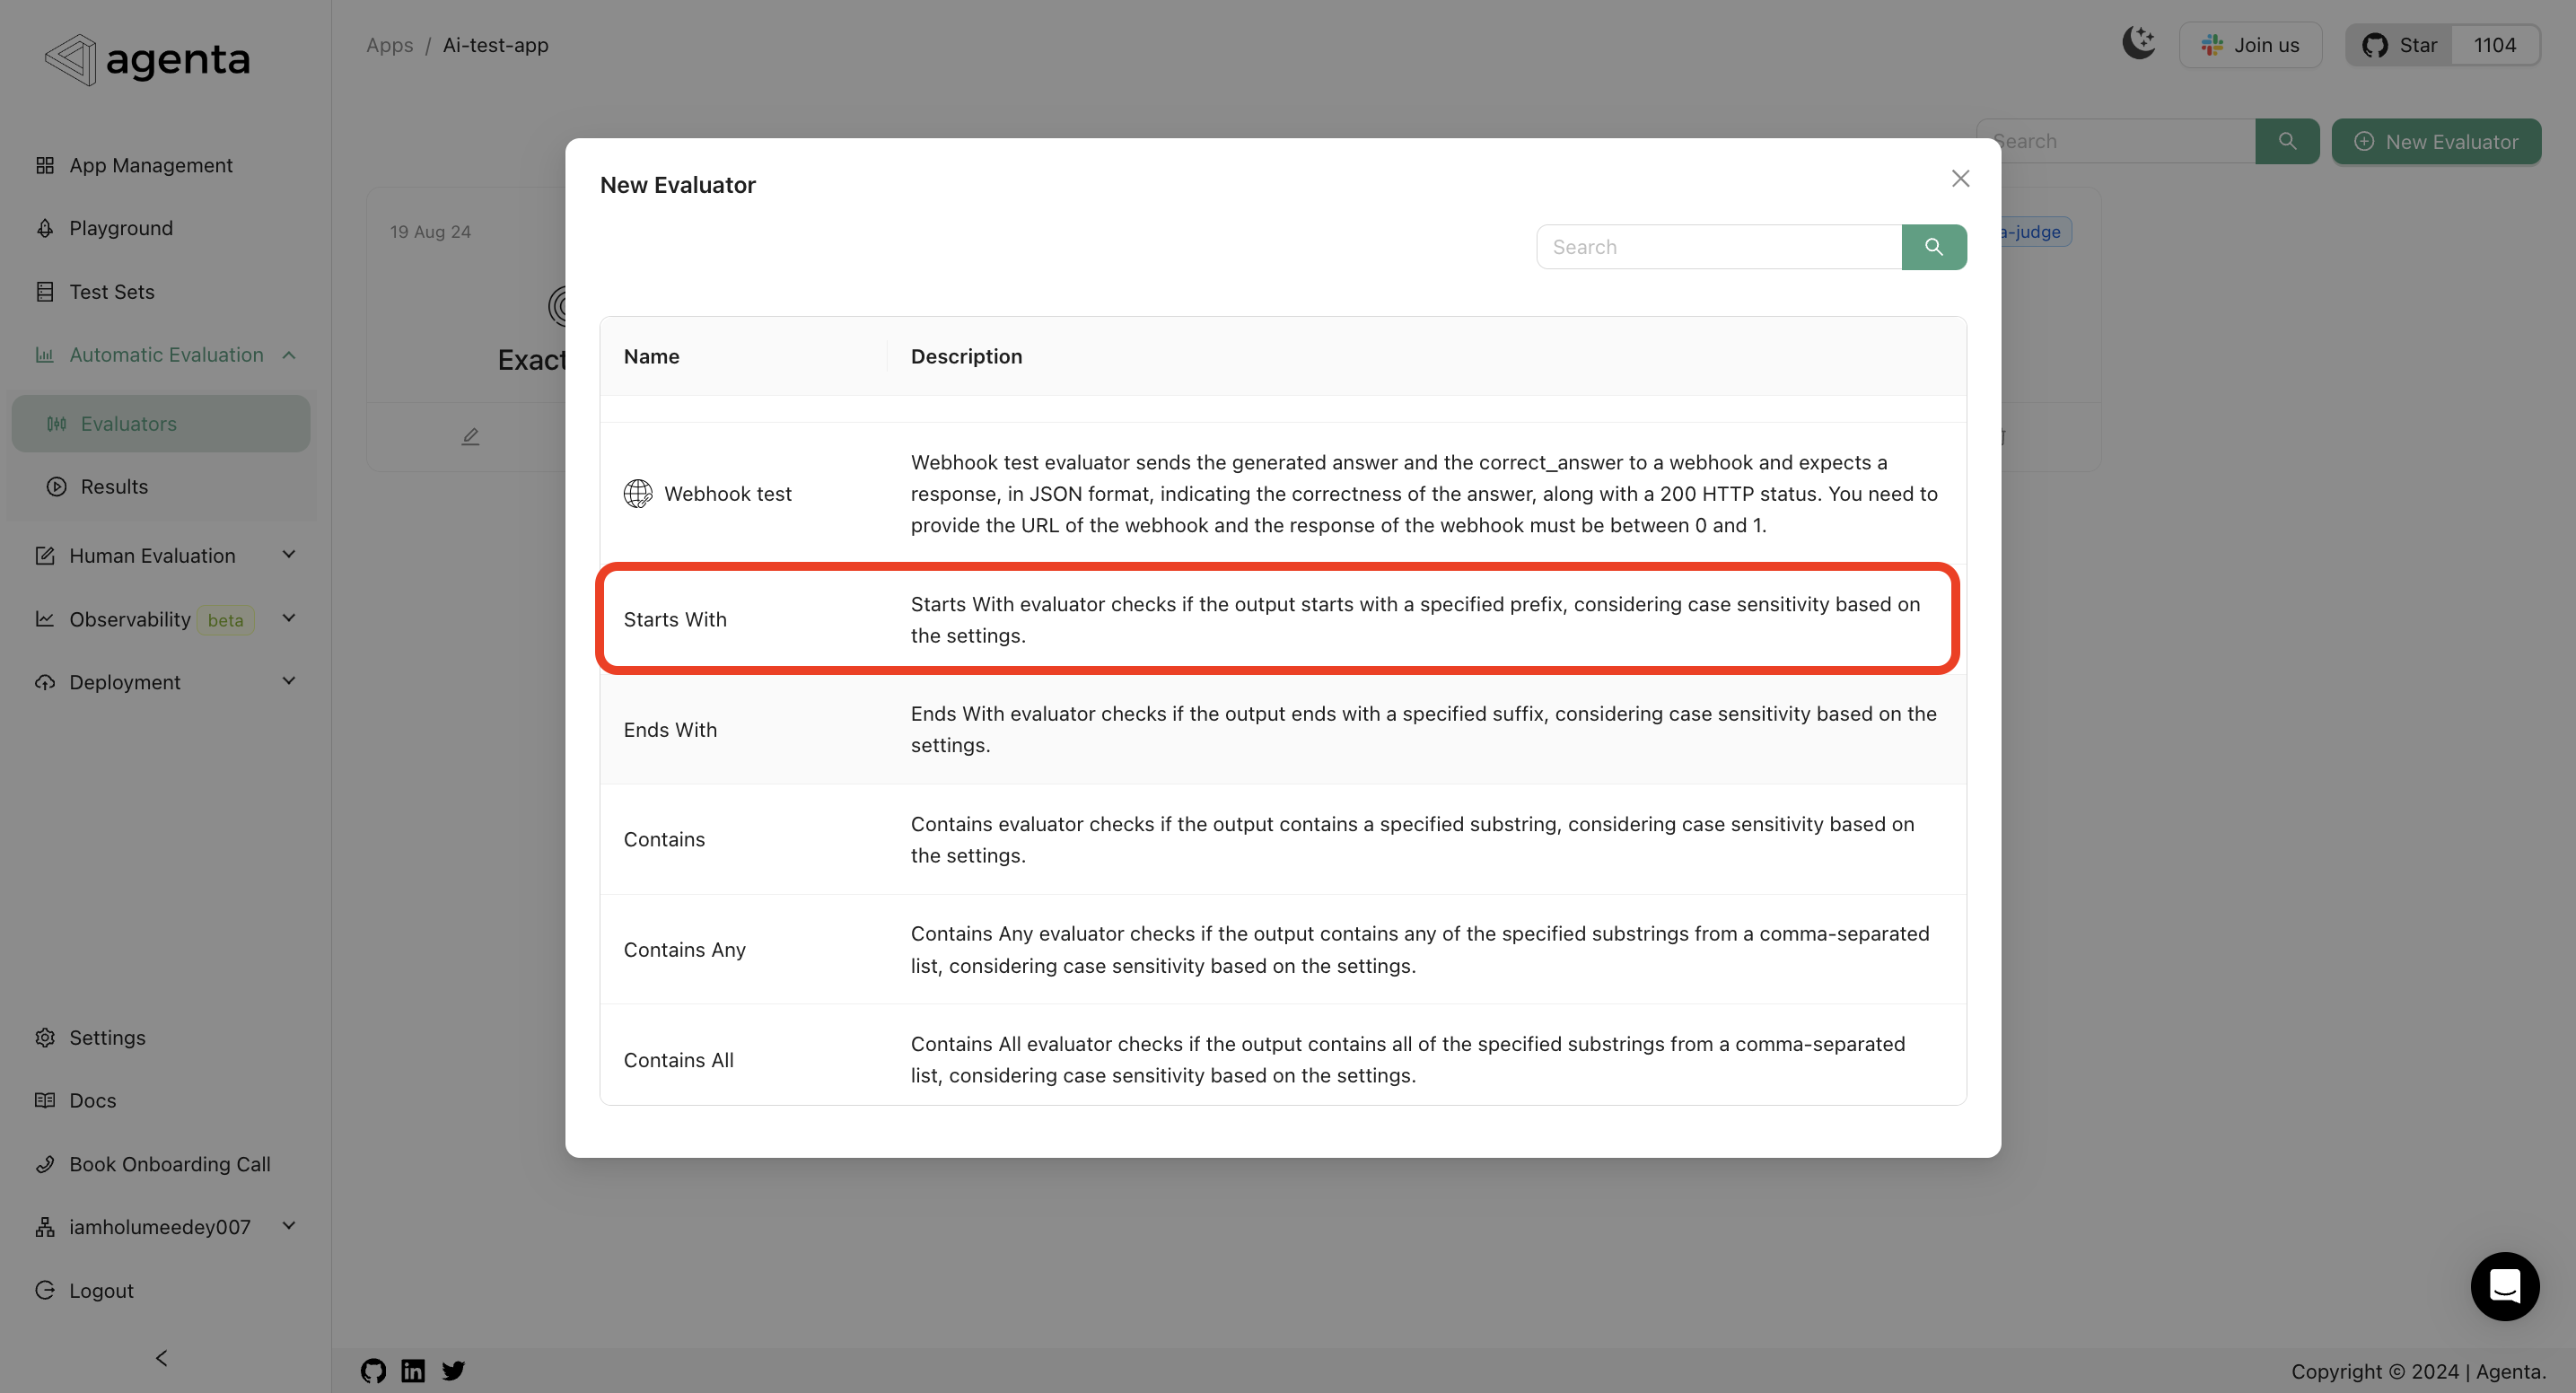 agenta
Apps / Ai-test-app
Join us
Star 1104
App Management
Playground
Test Sets
Automatic Evaluation
Evaluators
Results
Human Evaluation
Observability beta
Deployment
Settings
Docs
Book Onboarding Call
iamholumeedey007
Logout
Search
New Evaluator
19 Aug 24
Exact
a-judge
New Evaluator
Search
Name Description
Webhook test
Webhook test evaluator sends the generated answer and the correct_answer to a webhook and expects a
response, in JSON format, indicating the correctness of the answer, along with a 200 HTTP status. You need to
provide the URL of the webhook and the response of the webhook must be between 0 and 1.
Starts With
Starts With evaluator checks if the output starts with a specified prefix, considering case sensitivity based on
the settings.
Ends With
Ends With evaluator checks if the output ends with a specified suffix, considering case sensitivity based on the
settings.
Contains
Contains evaluator checks if the output contains a specified substring, considering case sensitivity based on
the settings.
Contains Any
Contains Any evaluator checks if the output contains any of the specified substrings from a comma-separated
list, considering case sensitivity based on the settings.
Contains All
Contains All evaluator checks if the output contains all of the specified substrings from a comma-separated
list, considering case sensitivity based on the settings.
Copyright © 2024 | Agenta.